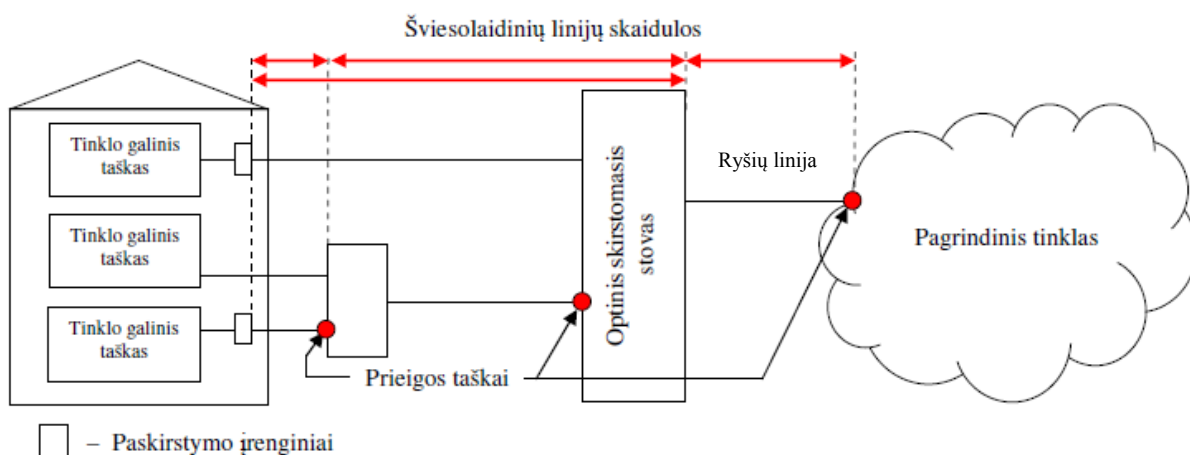 Šviesolaidinių linijų skaidulos
Tinklo galinis
taškas
Tinklo galinis
taškas
Tinklo galinis
taškas
Optinis skirstomasis
stovas
Ryšių linija
Pagrindinis tinklas
Prieigos taškai
– Paskirstymo įrenginiai